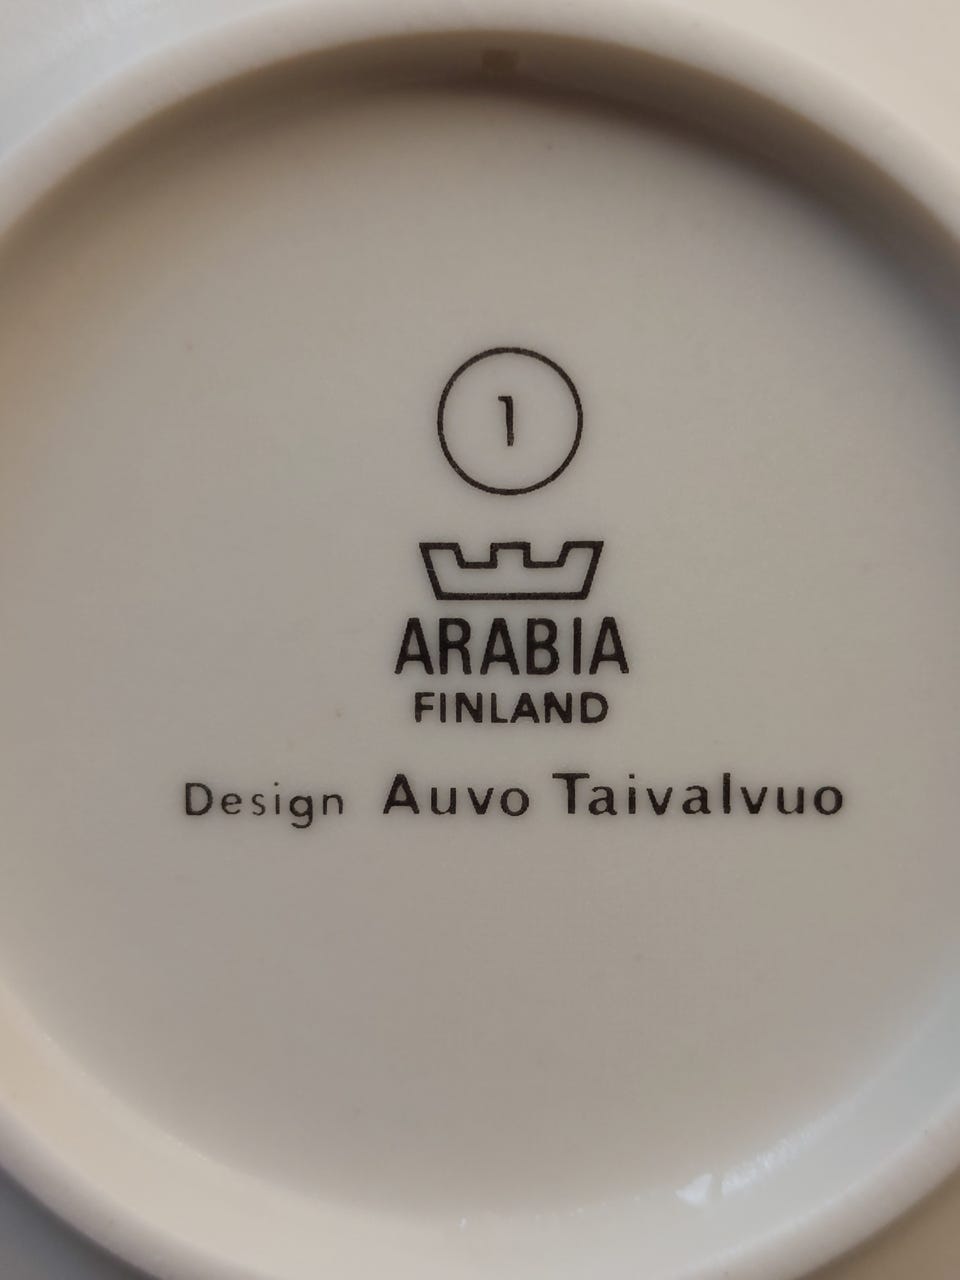 1
ARABIA
FINLAND
Design Auvo Taivalvuo